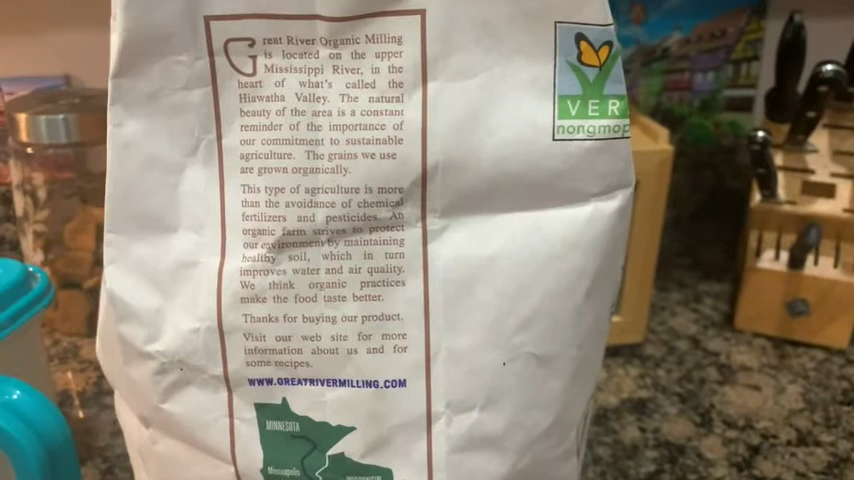 Great River Organic Milling
is located on the upper
Mississippi River, in the
heart of what's called the
Hiawatha Valley. The natural
beauty of the area is a constant
reminder of the importance of
our commitment to sustainable
agriculture. The grains we use
are grown organically.
This type of agriculture is more
than the avoidance of chemical
fertilizers and pesticides. An
organic farm strives to protect
our environment by maintaining
healthy soil, which in turn
improves water and air quality.
We think organic practices
make the food taste better.
Thanks for buying our product.
Visit our web site for more
information about us and for
some recipes.
WWW.GREATRIVERMILLING.COM
MINNESOTA
Minneapolis
WISCONSIN
VER
nongmop